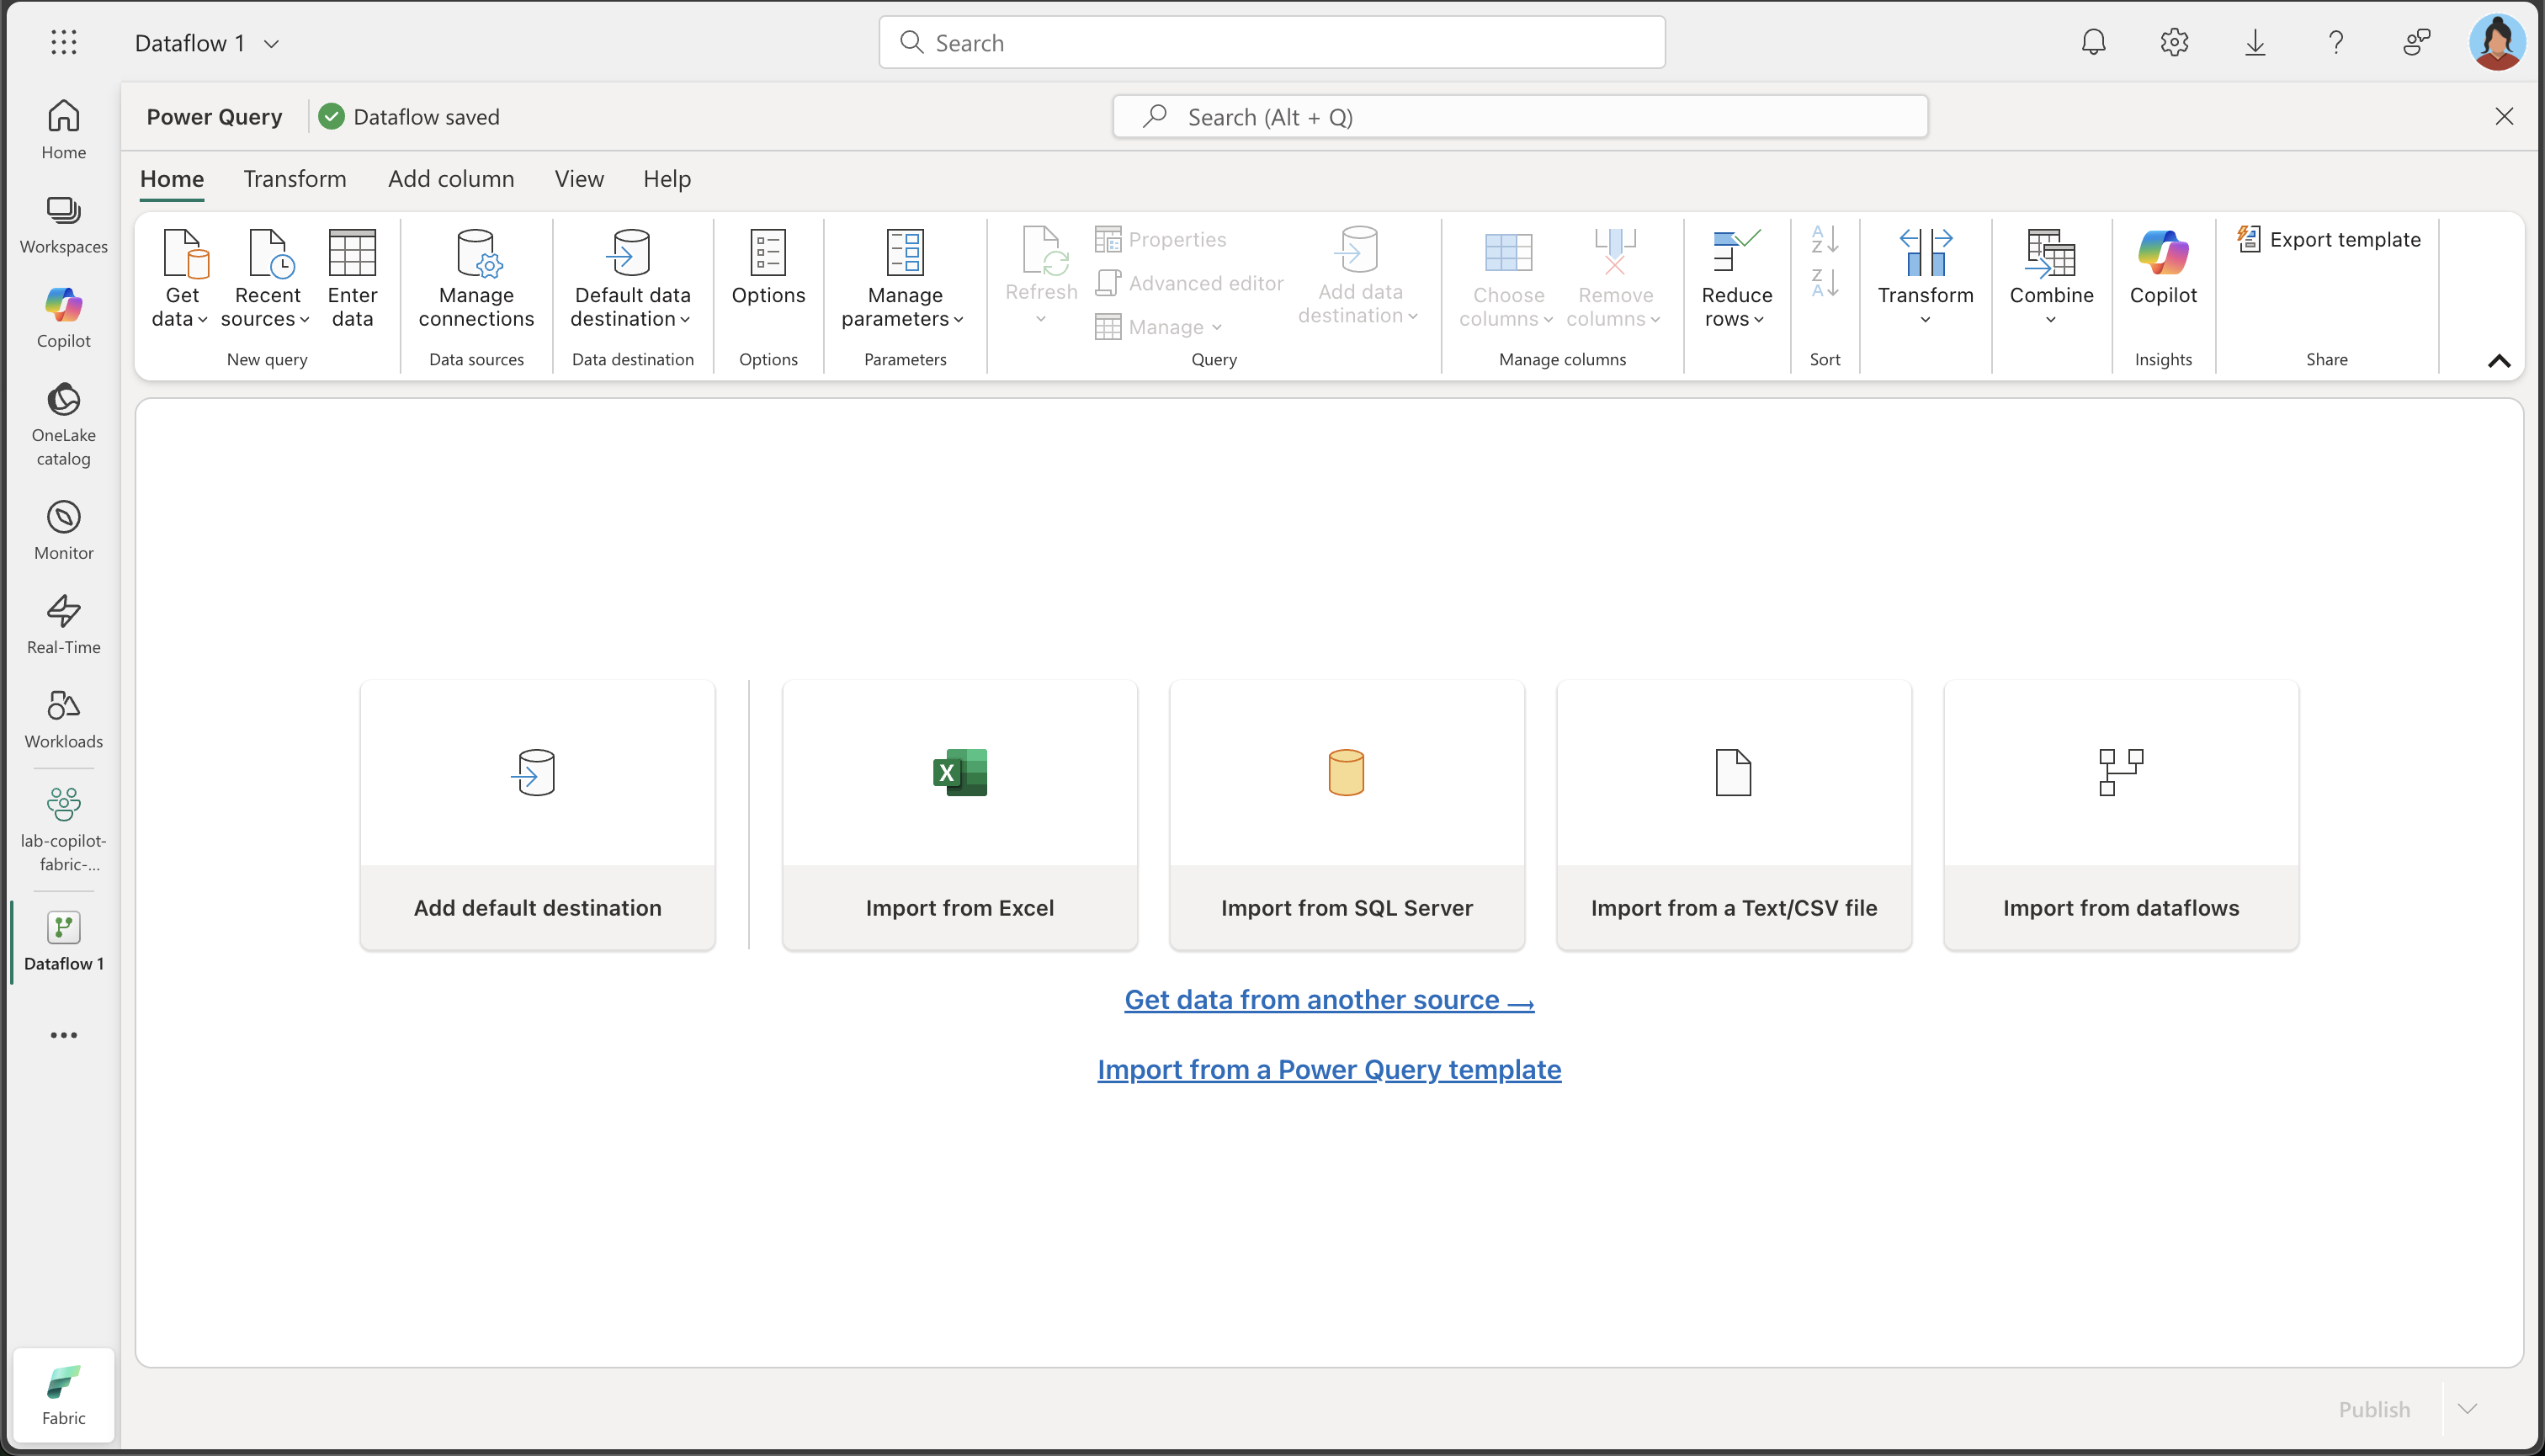 Dataflow 1
Search
Home
Workspaces
Copilot
OneLake
catalog
Monitor
Real-Time
Workloads
lab-copilot-
fabric-...
Dataflow 1
Fabric
Power Query
Dataflow saved
Search (Alt + Q)
Home
Transform
Add column
View
Help
Get
data
Recent
sources
Enter
data
New query
Manage
connections
Data sources
Default data
destination
Data destination
Options
Options
Manage
parameters
Parameters
Refresh
Properties
Advanced editor
Manage
Add data
destination
Query
Choose
columns
Remove
columns
Manage columns
Reduce
rows
A
Z
Z
A
Sort
Transform
Combine
Copilot
Insights
Export template
Share
Add default destination
X
Import from Excel
Import from SQL Server
Import from a Text/CSV file
Import from dataflows
Get data from another source →
Import from a Power Query template
Publish